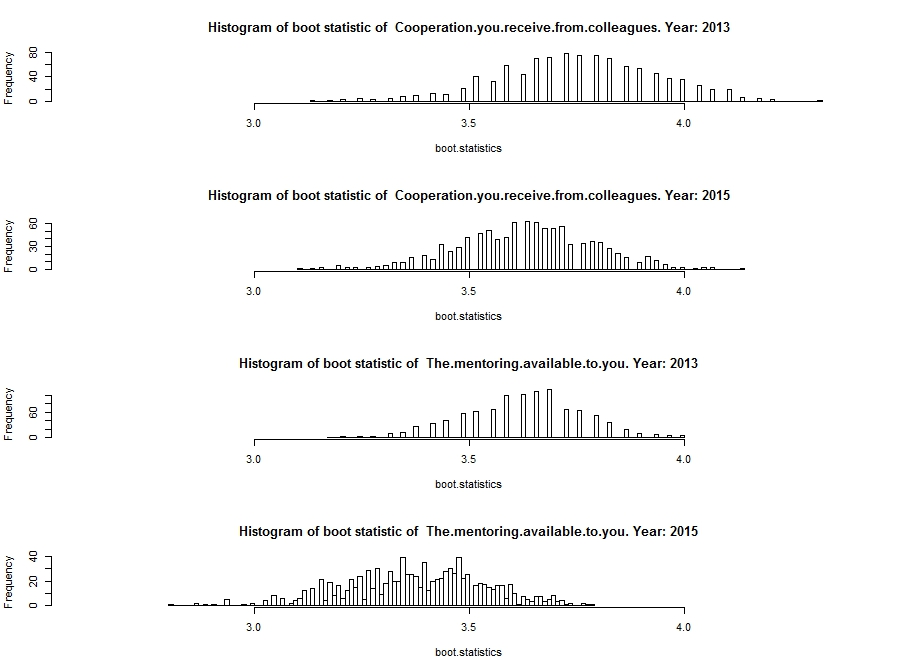 Histogram of boot statistic of  Cooperation.you.receive.from.colleagues. Year: 2013
Frequency
0 40 80
3.0 3.5 4.0
boot.statistics
Histogram of boot statistic of  Cooperation.you.receive.from.colleagues. Year: 2015
Frequency
0 30 60
3.0 3.5 4.0
boot.statistics
Histogram of boot statistic of  The.mentoring.available.to.you. Year: 2013
Frequency
0 60
3.0 3.5 4.0
boot.statistics
Histogram of boot statistic of  The.mentoring.available.to.you. Year: 2015
Frequency
0 20 40
3.0 3.5 4.0
boot.statistics